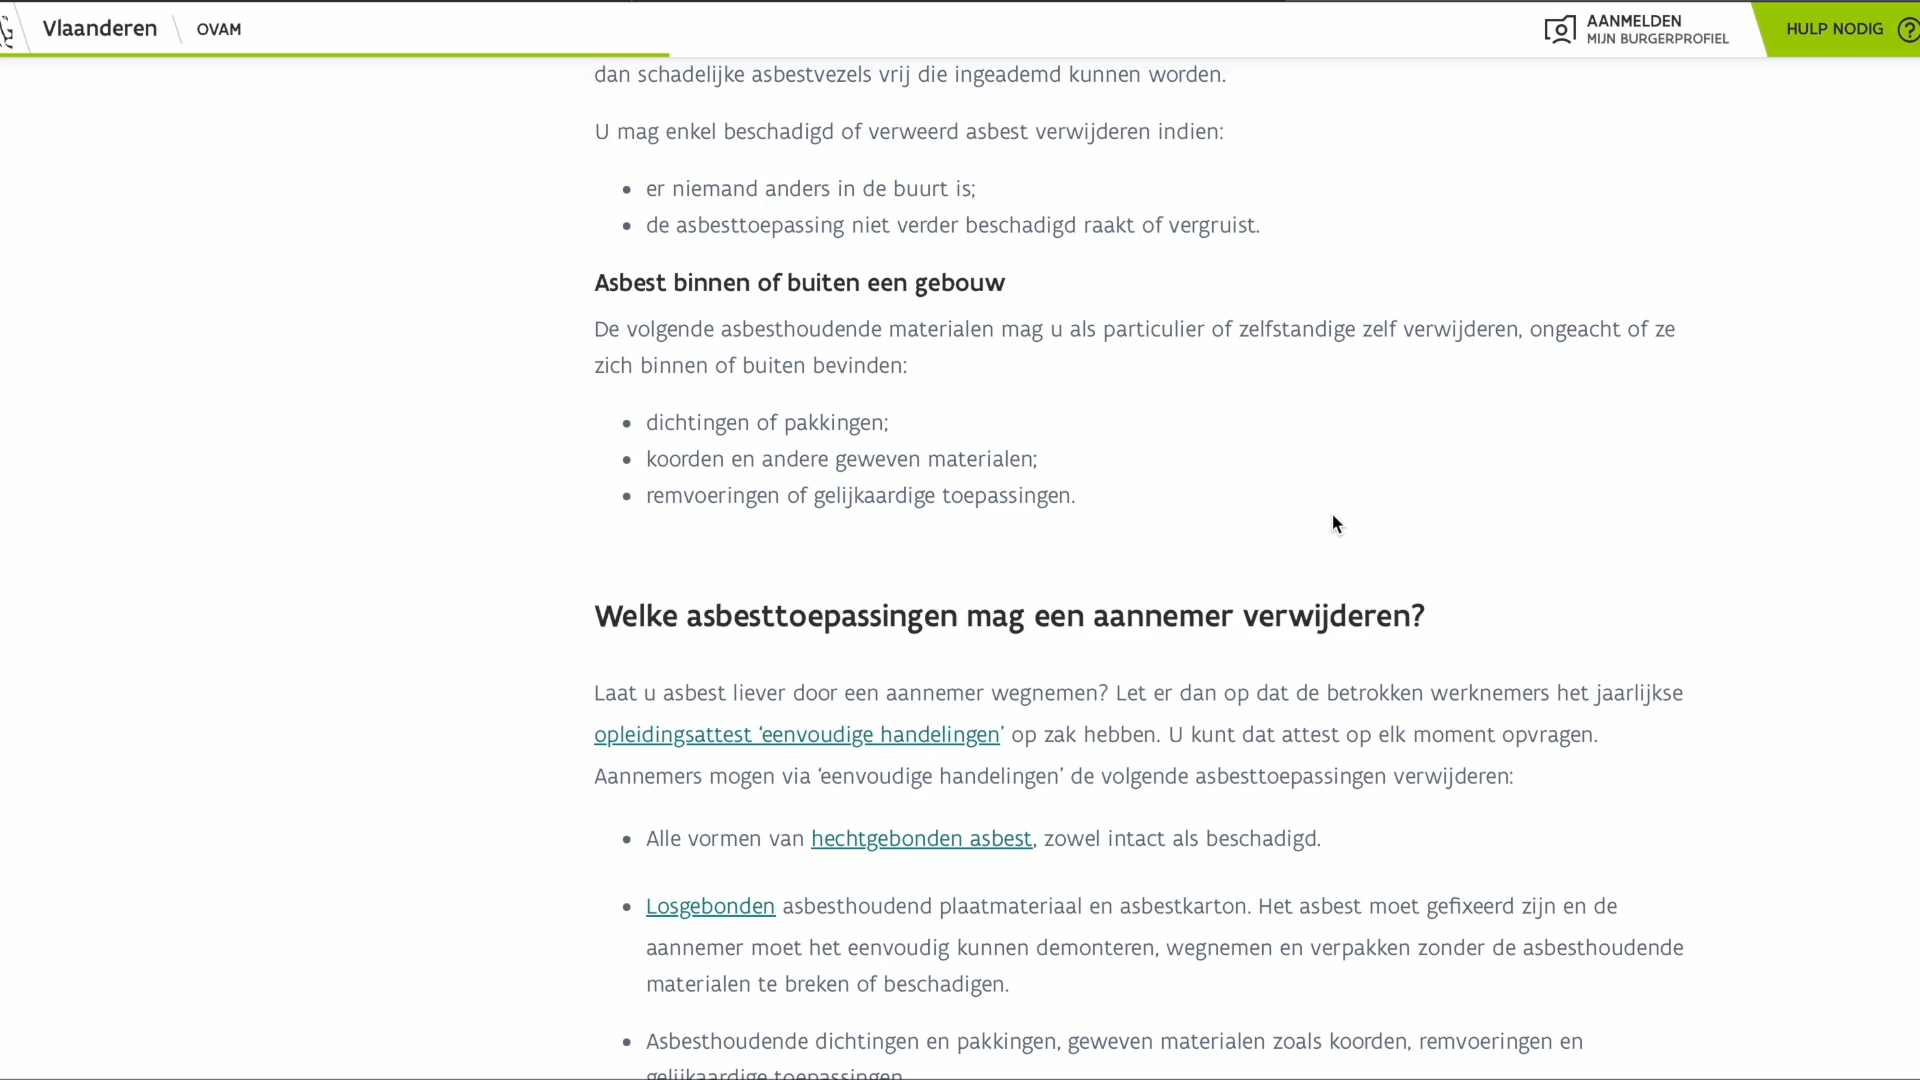 Vlaanderen
OVAM
AANMELDEN
MIJN BURGERPROFIEL
HULP NODIG
dan schadelijke asbestvezels vrij die ingeademd kunnen worden.
U mag enkel beschadigd of verweerd asbest verwijderen indien:
• er niemand anders in de buurt is;
• de asbesttoepassing niet verder beschadigd raakt of vergruist.
Asbest binnen of buiten een gebouw
De volgende asbesthoudende materialen mag u als particulier of zelfstandige zelf verwijderen, ongeacht of ze
zich binnen of buiten bevinden:
• dichtingen of pakkingen;
• koorden en andere geweven materialen;
• remvoeringen of gelijkaardige toepassingen.
Welke asbesttoepassingen mag een aannemer verwijderen?
Laat u asbest liever door een aannemer wegnemen? Let er dan op dat de betrokken werknemers het jaarlijkse
opleidingsattest ‘eenvoudige handelingen’ op zak hebben. U kunt dat attest op elk moment opvragen.
Aannemers mogen via ‘eenvoudige handelingen’ de volgende asbesttoepassingen verwijderen:
• Alle vormen van hechtgebonden asbest, zowel intact als beschadigd.
• Losgebonden asbesthoudend plaatmateriaal en asbestkarton. Het asbest moet gefixeerd zijn en de
aannemer moet het eenvoudig kunnen demonteren, wegnemen en verpakken zonder de asbesthoudende
materialen te breken of beschadigen.
• Asbesthoudende dichtingen en pakkingen, geweven materialen zoals koorden, remvoeringen en
gelijkaardige toepassingen.